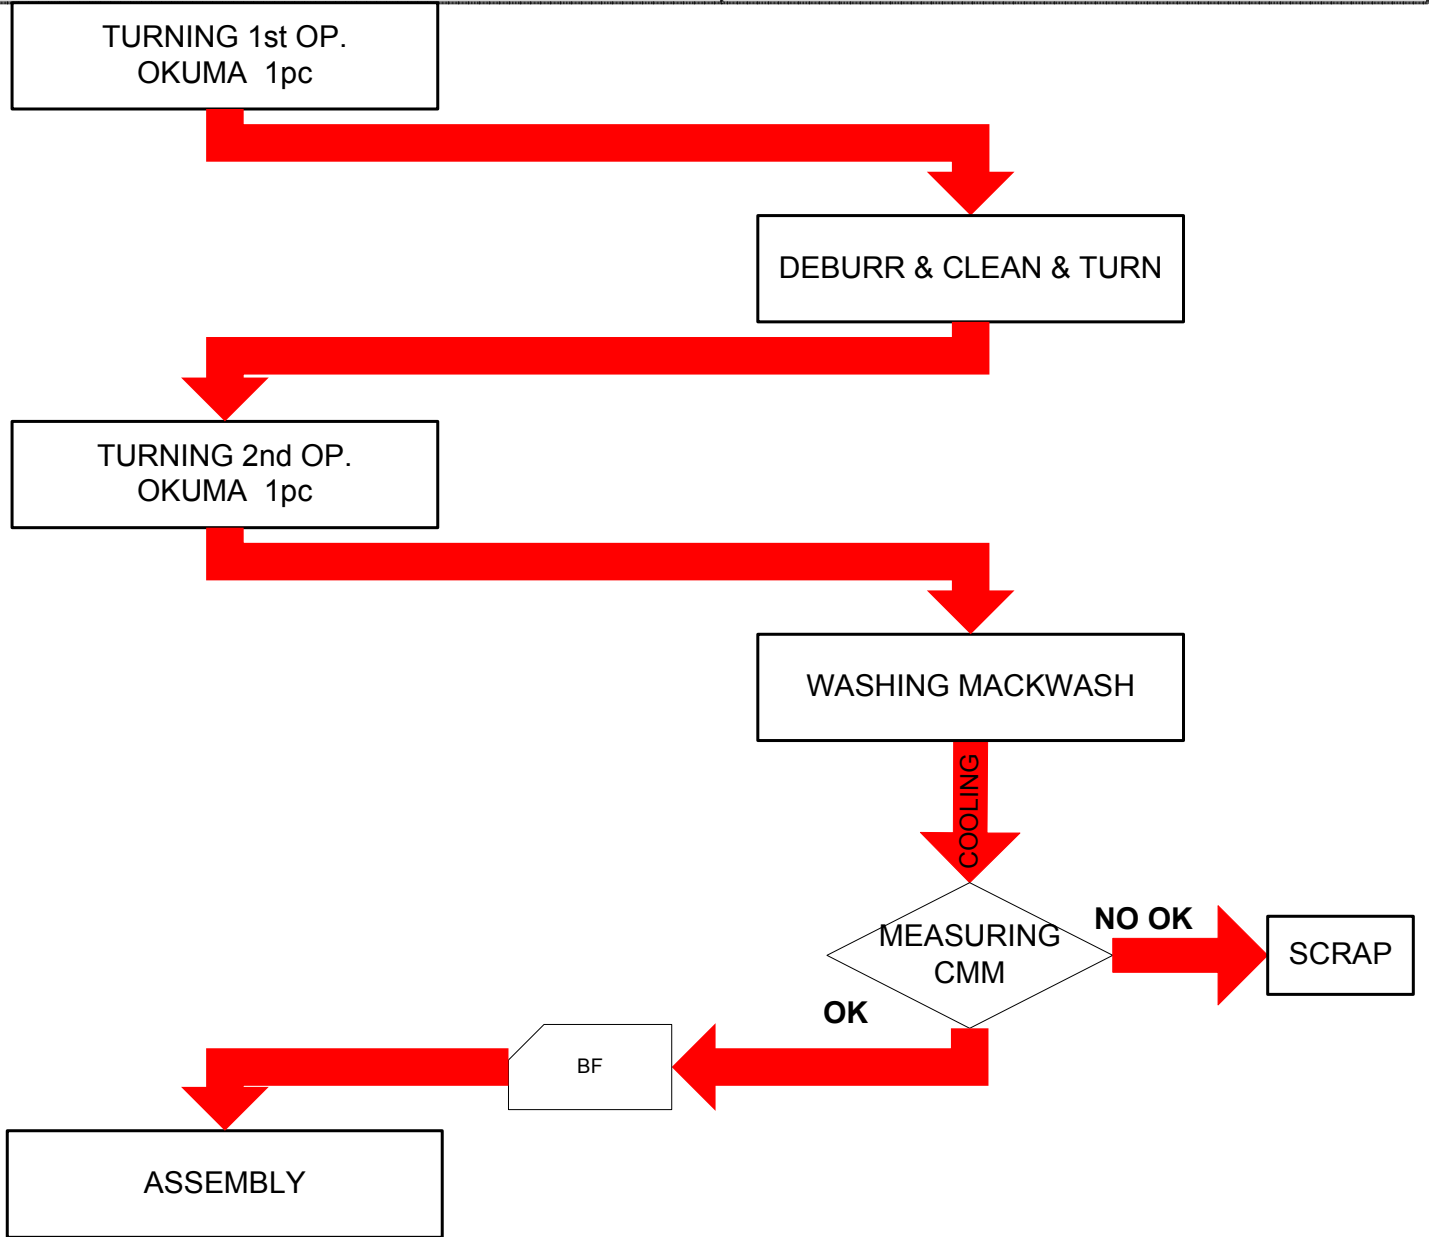 TURNING 1st OP.
OKUMA 1pc
DEBURR & CLEAN & TURN
TURNING 2nd OP.
OKUMA 1pc
WASHING MACKWASH
COOLING
MEASURING
CMM
NO OK
SCRAP
OK
BF
ASSEMBLY